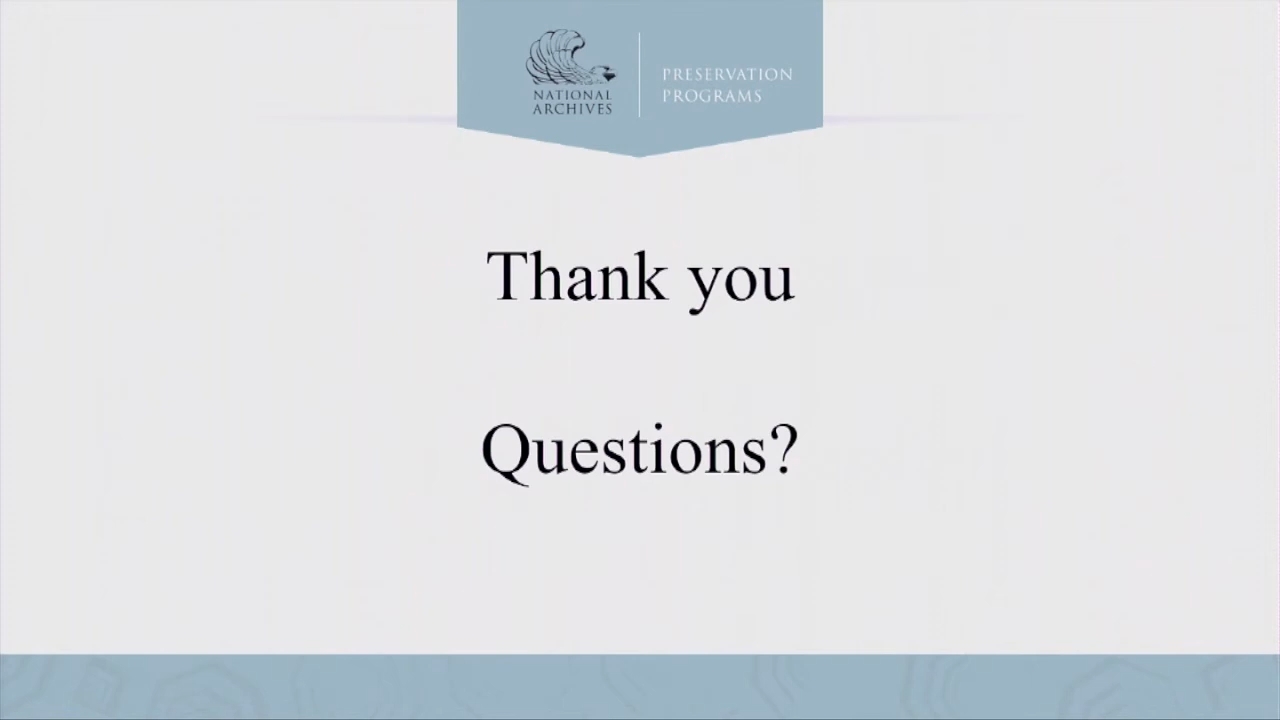 NATIONAL
ARCHIVES
PRESERVATION
PROGRAMS
Thank you
Questions?